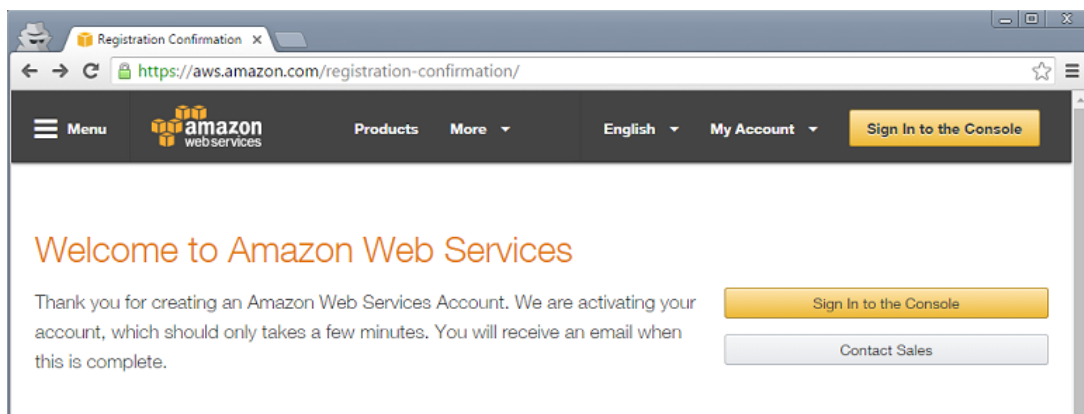 Registration Confirmation
https://aws.amazon.com/registration-confirmation/
Menu
amazon
webservices
Products
More
English
My Account
Sign In to the Console
Welcome to Amazon Web Services
Thank you for creating an Amazon Web Services Account. We are activating your
account, which should only takes a few minutes. You will receive an email when
this is complete.
Sign In to the Console
Contact Sales